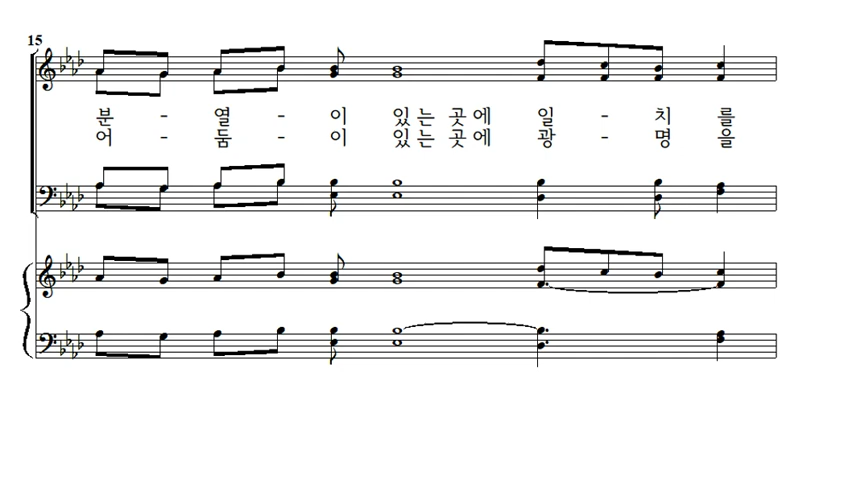 15
분 - 열 - 이 있 는 곳 에 일 - 치 를
어 - 둠 - 이 있 는 곳 에 광 - 명 을